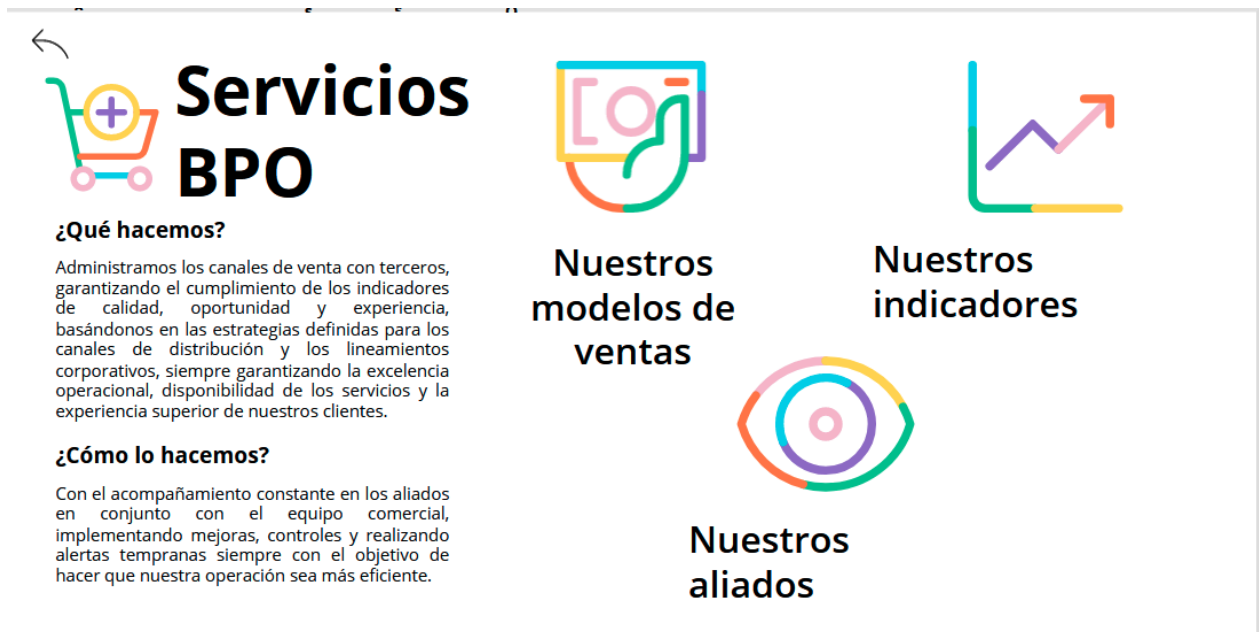 Servicios
BPO
¿Qué hacemos?
Administramos los canales de venta con terceros,
garantizando el cumplimiento de los indicadores
de calidad, oportunidad y experiencia,
basándonos en las estrategias definidas para los
canales de distribución y los lineamientos
corporativos, siempre garantizando la excelencia
operacional, disponibilidad de los servicios y la
experiencia superior de nuestros clientes.
¿Cómo lo hacemos?
Con el acompañamiento constante en los aliados
en conjunto con el equipo comercial,
implementando mejoras, controles y realizando
alertas tempranas siempre con el objetivo de
hacer que nuestra operación sea más eficiente.
Nuestros
modelos de
ventas
Nuestros
indicadores
Nuestros
aliados